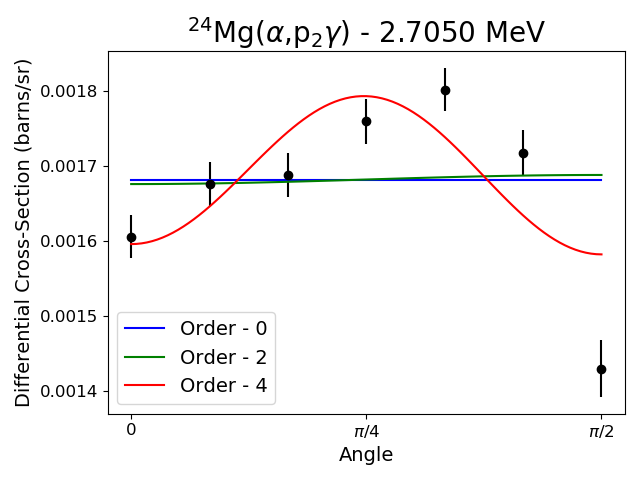 ²⁴Mg(α,p₂γ) - 2.7050 MeV
Differential Cross-Section (barns/sr)
0.0018
0.0017
0.0016
0.0015
0.0014
Order - 0
Order - 2
Order - 4
0
π/4
π/2
Angle